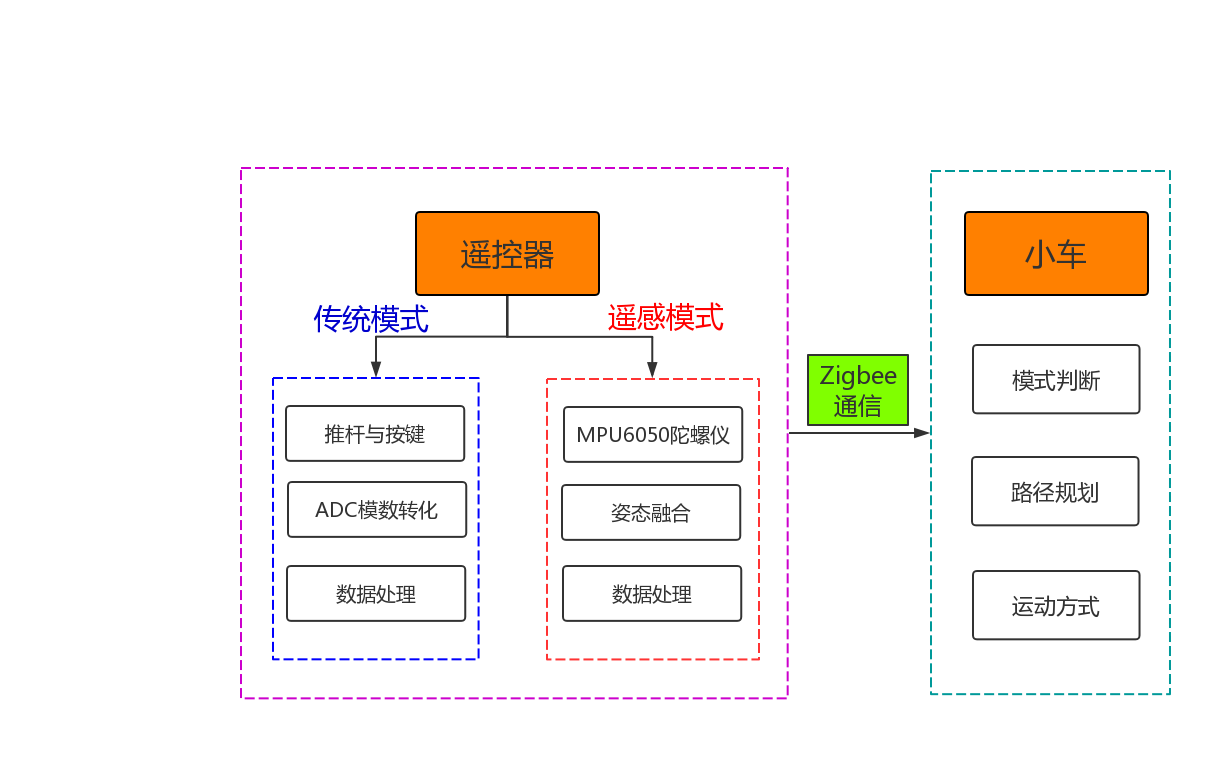 遥控器
传统模式
遥感模式
推杆与按键
ADC模数转化
数据处理
MPU6050陀螺仪
姿态融合
数据处理
Zigbee
通信
小车
模式判断
路径规划
运动方式